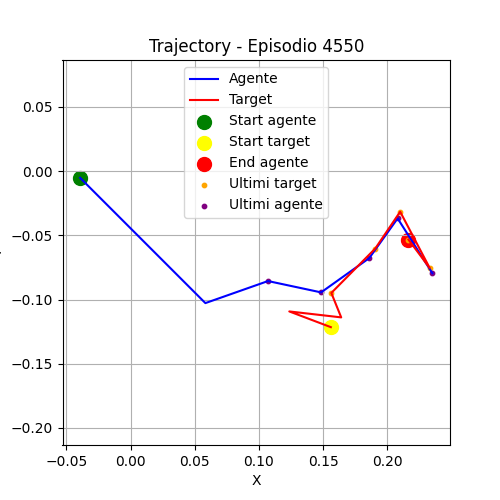 Trajectory - Episodio 4550
Agente
Target
Start agente
Start target
End agente
Ultimi target
Ultimi agente
0.05
0.00
−0.05
−0.10
−0.15
−0.20
−0.05
0.00
0.05
0.10
0.15
0.20
X